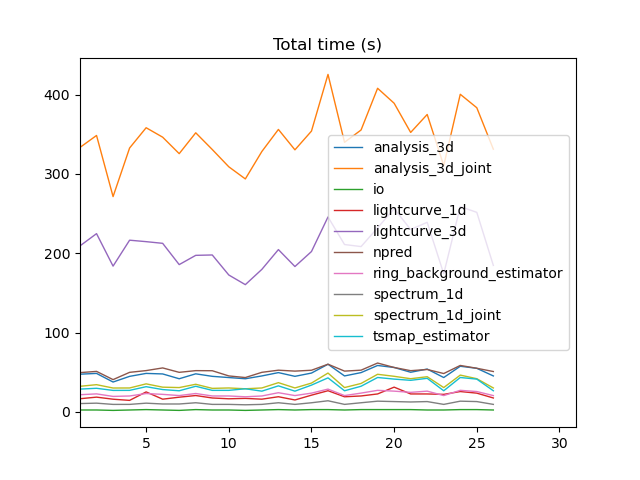 Total time (s)
400
300
200
100
0
5
10
15
20
25
30
analysis_3d
analysis_3d_joint
io
lightcurve_1d
lightcurve_3d
npred
ring_background_estimator
spectrum_1d
spectrum_1d_joint
tsmap_estimator